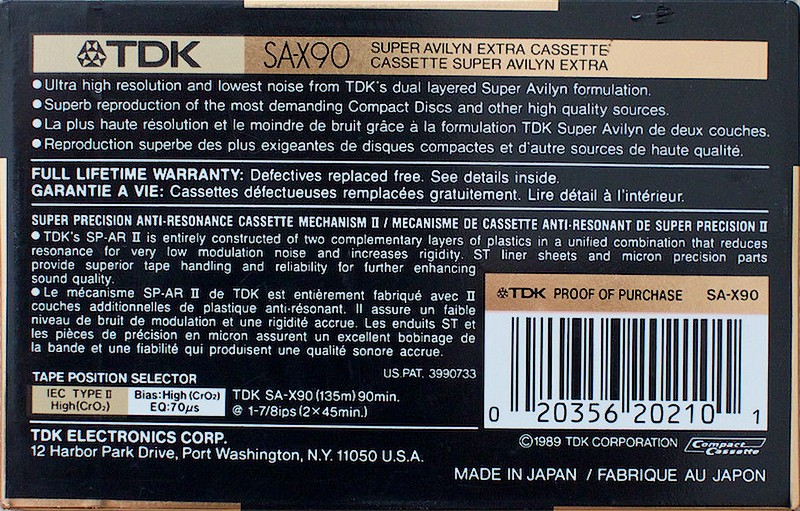 TDK SA-X90 SUPER AVILYN EXTRA CASSETTE
CASSETTE SUPER AVILYN EXTRA
● Ultra high resolution and lowest noise from TDK's dual layered Super Avilyn formulation.
● Superb reproduction of the most demanding Compact Discs and other high quality sources.
● La plus haute résolution et le moindre de bruit grâce à la formulation TDK Super Avilyn de deux couches.
● Reproduction superbe des plus exigeantes de disques compactes et d'autre sources de haute qualité.
FULL LIFETIME WARRANTY: Defectives replaced free. See details inside.
GARANTIE A VIE: Cassettes défectueuses remplacées gratuitement. Lire détail à l'intérieur.
SUPER PRECISION ANTI-RESONANCE CASSETTE MECHANISM II / MECANISME DE CASSETTE ANTI-RESONANT DE SUPER PRECISION II
● TDK's SP-AR II is entirely constructed of two complementary layers of plastics in a unified combination that reduces
resonance for very low modulation noise and increases rigidity. ST liner sheets and micron precision parts
provide superior tape handling and reliability for further enhancing
sound quality.
● Le mécanisme SP-AR II de TDK est entièrement fabriqué avec II
couches additionnelles de plastique anti-résonant. Il assure un faible
niveau de bruit de modulation et une rigidité accrue. Les enduits ST et
les pièces de précision en micron assurent un excellent bobinage de
la bande et une fiabilité qui produisent une qualité sonore accrue.
TDK PROOF OF PURCHASE SA-X90
0 20356 20210 1
US.PAT. 3990733
TAPE POSITION SELECTOR
IEC TYPE II
High(CrO₂)
Bias:High(CrO₂)
EQ:70μs
TDK SA-X90 (135m) 90min.
@ 1-7/8ips (2×45min.)
TDK ELECTRONICS CORP.
12 Harbor Park Drive, Port Washington, N.Y. 11050 U.S.A.
©1989 TDK CORPORATION
Compact
Cassette
MADE IN JAPAN / FABRIQUE AU JAPON